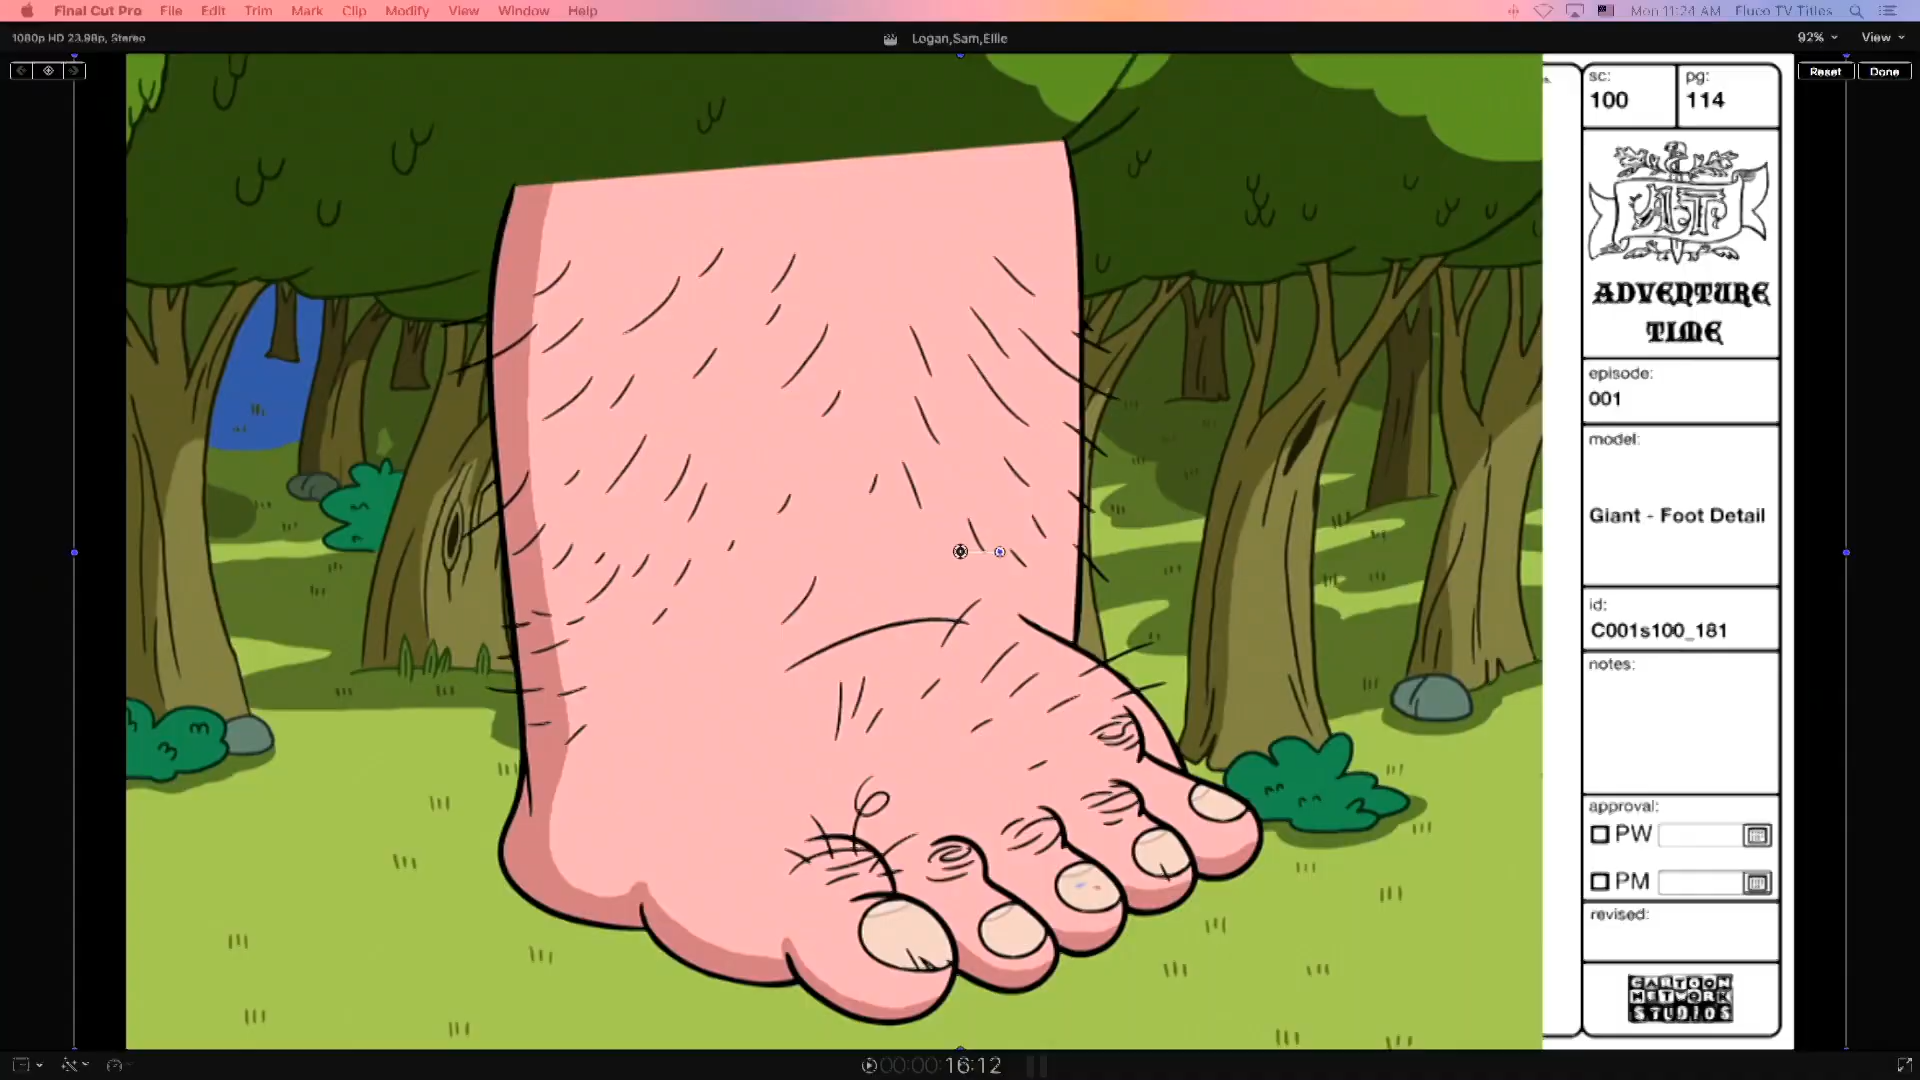 Final Cut Pro File Edit Trim Mark Clip Modify View Window Help Mon 11:24 AM Fluco TV Titles
1080p HD 23.98p, Stereo Logan,Sam,Ellie 92% View
Reset Done
sc: pg:
100 114
AT
ADVENTURE
TIME
episode:
001
model:
Giant - Foot Detail
id:
C001s100_181
notes:
approval:
PW
PM
revised:
CARTOON
NETWORK
STUDIOS
00:00:16:12